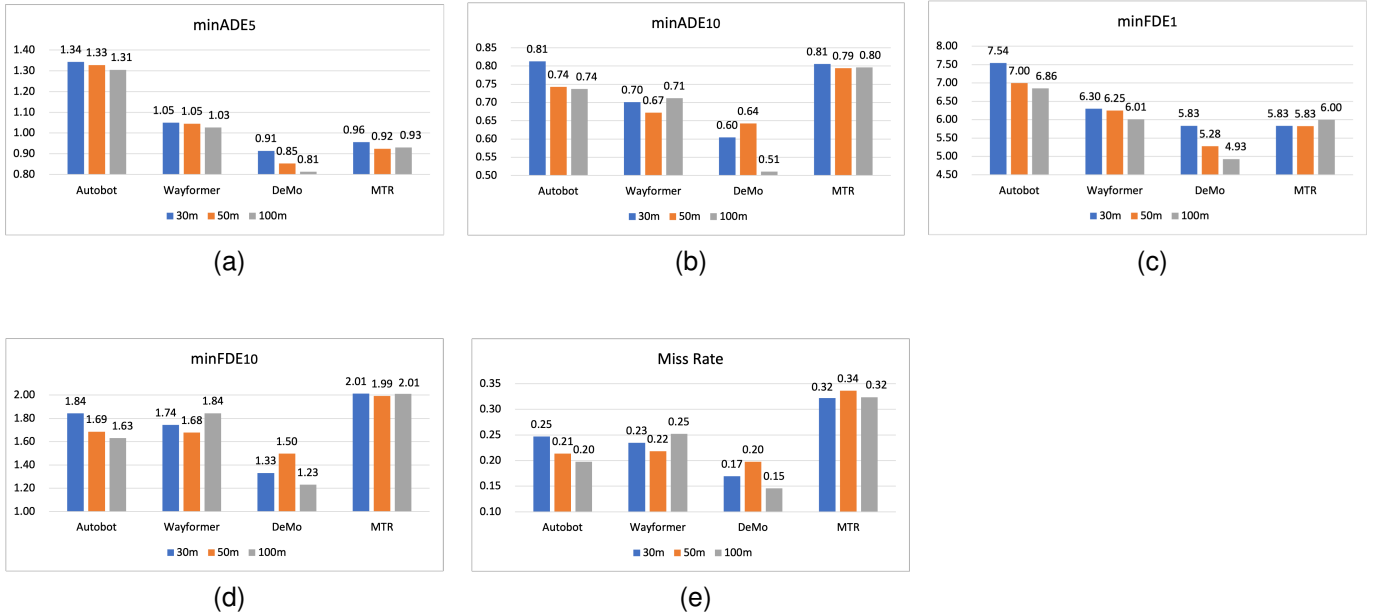 minADE5
1.40
1.30
1.20
1.10
1.00
0.90
0.80
1.34 1.33 1.31
1.05 1.05 1.03
0.91 0.85 0.81
0.96 0.92 0.93
Autobot Wayformer DeMo MTR
30m 50m 100m
(a)
minADE10
0.85
0.80
0.75
0.70
0.65
0.60
0.55
0.50
0.81 0.74 0.74
0.70 0.67 0.71
0.60 0.64 0.51
0.81 0.79 0.80
Autobot Wayformer DeMo MTR
30m 50m 100m
(b)
minFDE1
8.00
7.50
7.00
6.50
6.00
5.50
5.00
4.50
7.54 7.00 6.86
6.30 6.25 6.01
5.83 5.28 4.93
5.83 5.83 6.00
Autobot Wayformer DeMo MTR
30m 50m 100m
(c)
minFDE10
2.00
1.80
1.60
1.40
1.20
1.00
1.84 1.69 1.63
1.74 1.68 1.84
1.33 1.50 1.23
2.01 1.99 2.01
Autobot Wayformer DeMo MTR
30m 50m 100m
(d)
Miss Rate
0.35
0.30
0.25
0.20
0.15
0.10
0.25 0.21 0.20
0.23 0.22 0.25
0.17 0.20 0.15
0.32 0.34 0.32
Autobot Wayformer DeMo MTR
30m 50m 100m
(e)